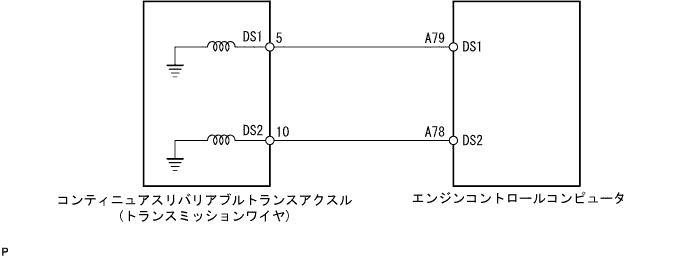 DS1 5 A79 DS1
DS2 10 A78 DS2
コンティニュアスリバリアブルトランスアクスル
(トランスミッションワイヤ)
エンジンコントロールコンピュータ
P